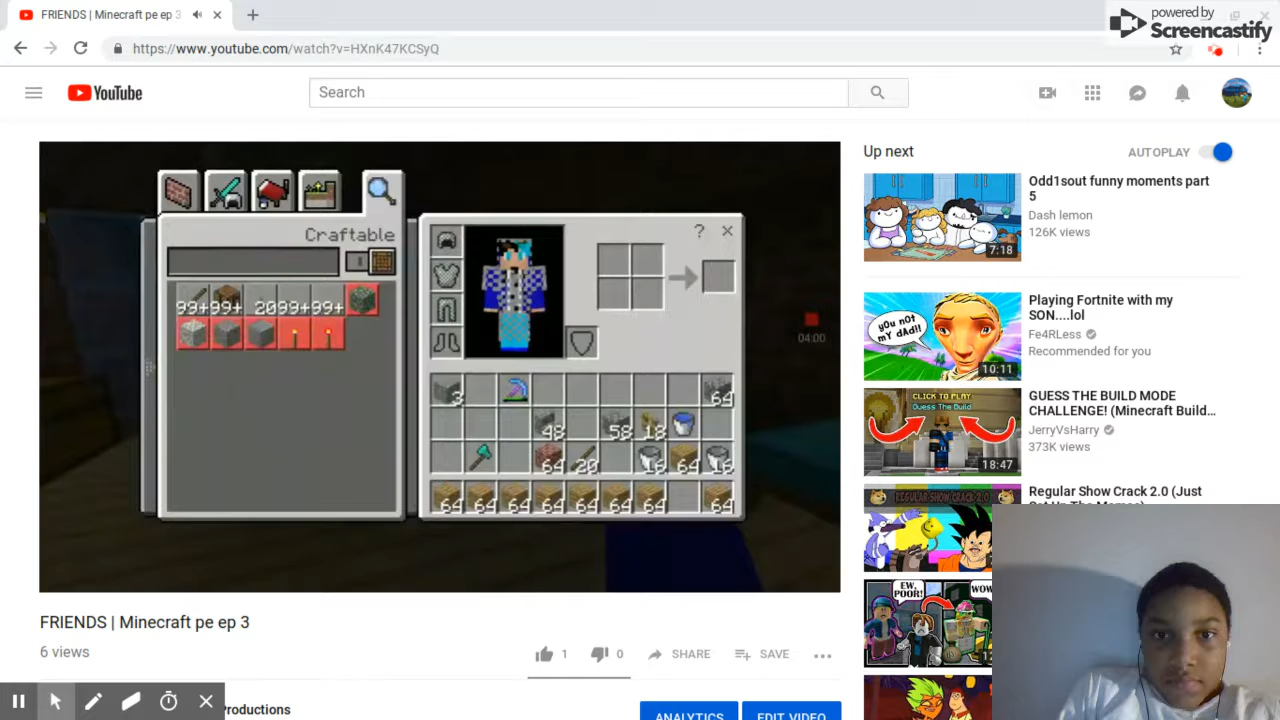 FRIENDS | Minecraft pe ep 3
powered by
Screencastify
https://www.youtube.com/watch?v=HXnK47KCSyQ
YouTube
Search
Craftable
?
99+99+ 2099+99+
04:00
3
64
48
58
18
64
20
16
64
16
64
64
64
64
64
64
64
64
FRIENDS | Minecraft pe ep 3
6 views
1
0
SHARE
SAVE
Productions
ANALYTICS
EDIT VIDEO
Up next
AUTOPLAY
Odd1sout funny moments part
5
Dash lemon
126K views
7:18
yOu nOt
mY dAd!!
Playing Fortnite with my
SON....lol
Fe4RLess
Recommended for you
10:11
CLICK TO PLAY:
Guess The Build
GUESS THE BUILD MODE
CHALLENGE! (Minecraft Build...
JerryVsHarry
373K views
18:47
REGULAR SHOW CRACK 2.0
Regular Show Crack 2.0 (Just
EW,
POOR!
WOW